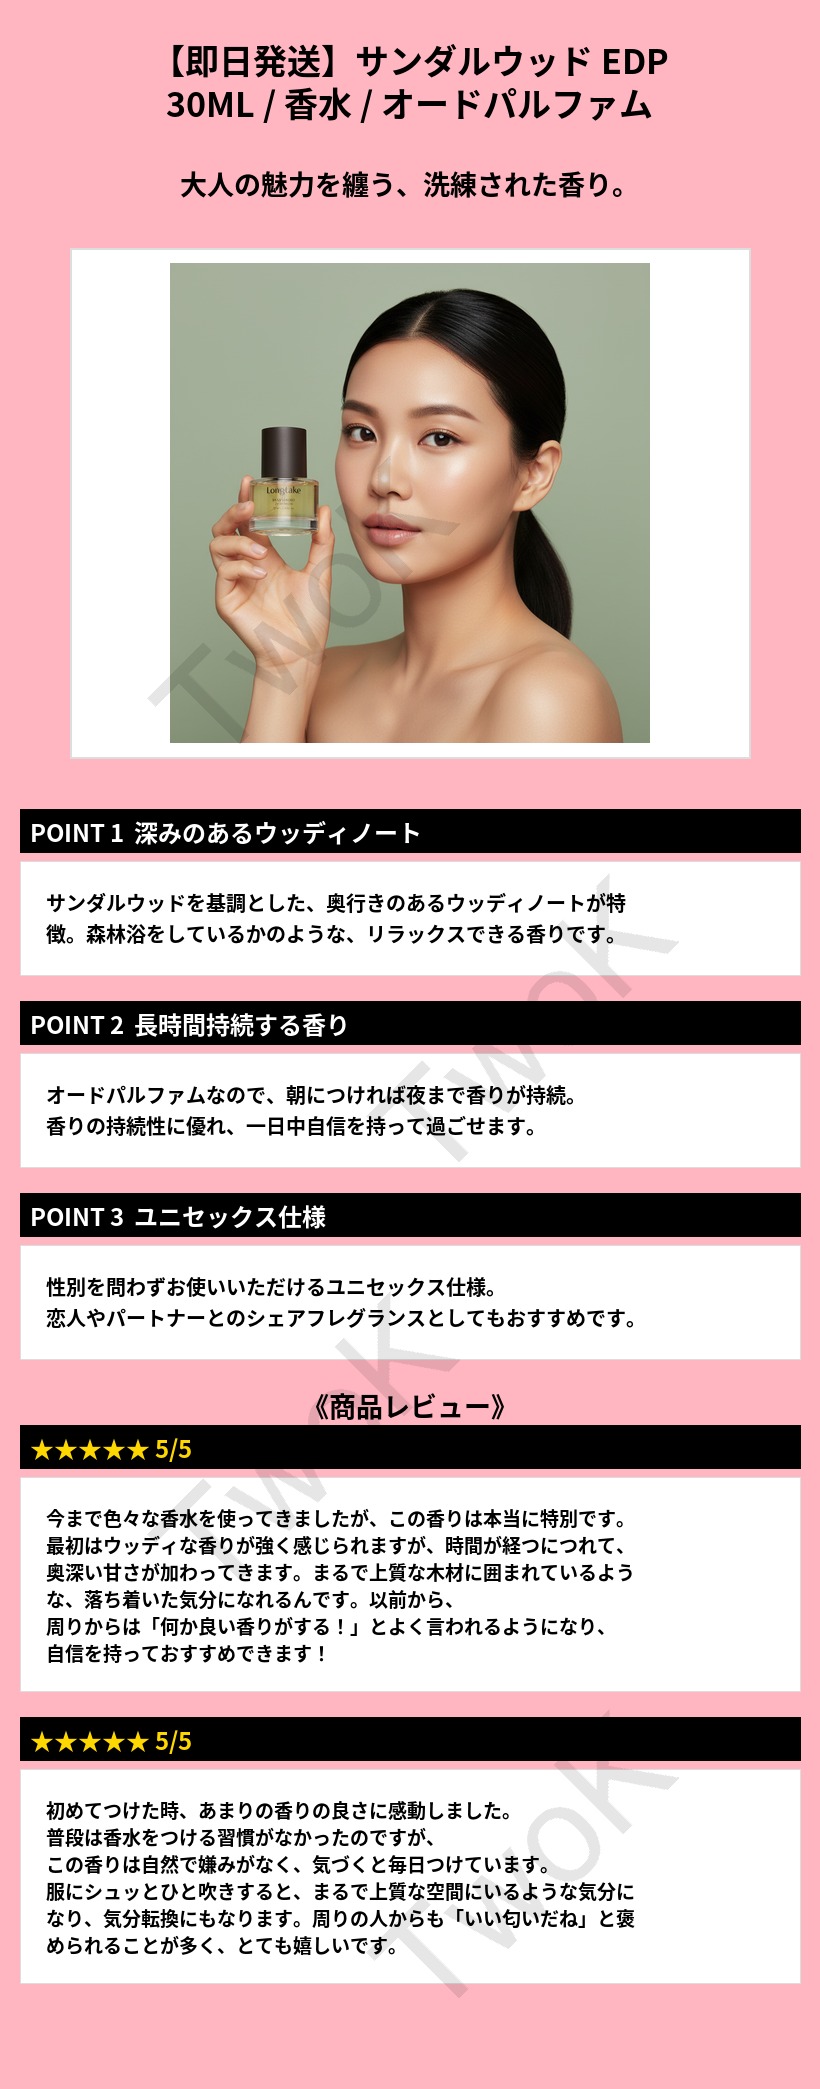 【即日発送】サンダルウッド EDP
30ML / 香水 / オードパルファム
大人の魅力を纏う、洗練された香り。
Longtake
TwoK
POINT 1 深みのあるウッディノート
サンダルウッドを基調とした、奥行きのあるウッディノートが特
徴。森林浴をしているかのような、リラックスできる香りです。
TwoK
POINT 2 長時間持続する香り
オードパルファムなので、朝につければ夜まで香りが持続。
香りの持続性に優れ、一日中自信を持って過ごせます。
POINT 3 ユニセックス仕様
性別を問わずお使いいただけるユニセックス仕様。
恋人やパートナーとのシェアフレグランスとしてもおすすめです。
TwoK
《商品レビュー》
★★★★★ 5/5
今まで色々な香水を使ってきましたが、この香りは本当に特別です。
最初はウッディな香りが強く感じられますが、時間が経つにつれて、
奥深い甘さが加わってきます。まるで上質な木材に囲まれているよう
な、落ち着いた気分になれるんです。以前から、
周りからは「何か良い香りがする！」とよく言われるようになり、
自信を持っておすすめできます！
★★★★★ 5/5
初めてつけた時、あまりの香りの良さに感動しました。
普段は香水をつける習慣がなかったのですが、
この香りは自然で嫌みがなく、気づくと毎日つけています。
服にシュッとひと吹きすると、まるで上質な空間にいるような気分に
なり、気分転換にもなります。周りの人からも「いい匂いだね」と褒
められることが多く、とても嬉しいです。
TwoK